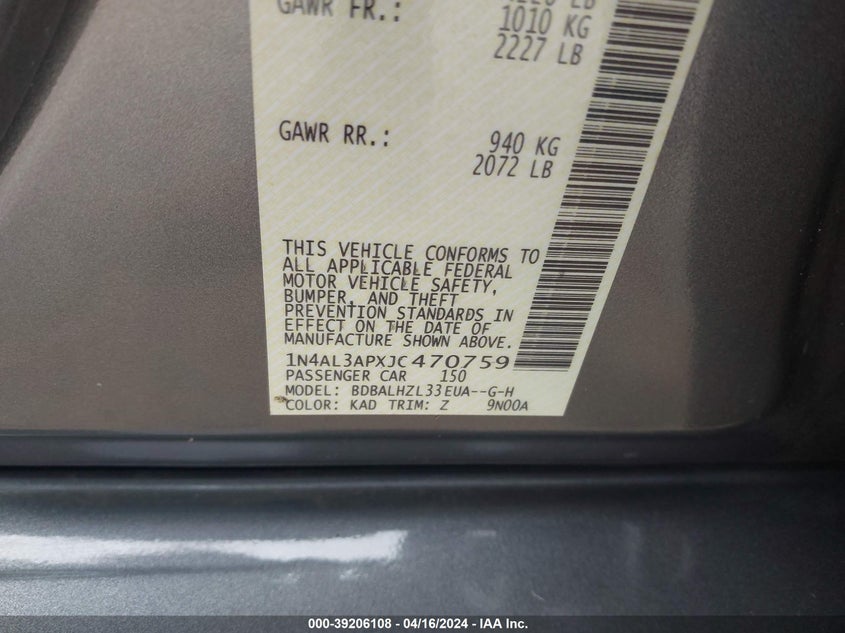 GAWR FR.: 1010 KG
2227 LB
GAWR RR.: 940 KG
2072 LB
THIS VEHICLE CONFORMS TO
ALL APPLICABLE FEDERAL
MOTOR VEHICLE SAFETY,
BUMPER, AND THEFT
PREVENTION STANDARDS IN
EFFECT ON THE DATE OF
MANUFACTURE SHOWN ABOVE.
1N4AL3APXJC470759
PASSENGER CAR 150
MODEL: BDBALHZL33EUA--G-H
COLOR: KAD TRIM: Z 9N00A
000-39206108 - 04/16/2024 - IAA Inc.